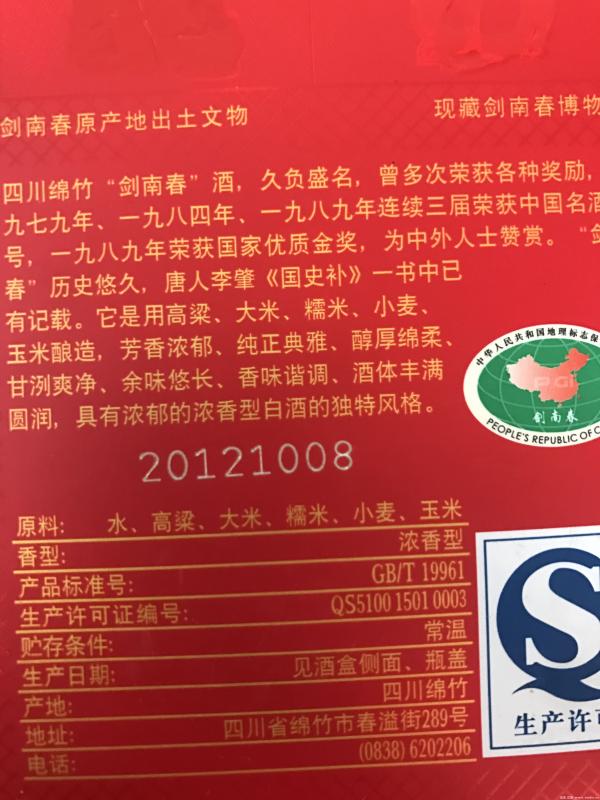 剑南春原产地出土文物 现藏剑南春博物
四川绵竹“剑南春”酒，久负盛名，曾多次荣获各种奖励，
九七九年、一九八四年、一九八九年连续三届荣获中国名酒
号，一九八九年荣获国家优质金奖，为中外人士赞赏。“剑
春”历史悠久，唐人李肇《国史补》一书中已
有记载。它是用高粱、大米、糯米、小麦、
玉米酿造，芳香浓郁、纯正典雅、醇厚绵柔、
甘洌爽净、余味悠长、香味谐调、酒体丰满
圆润，具有浓郁的浓香型白酒的独特风格。
中华人民共和国地理标志保
PGI
剑南春
PEOPLE'S REPUBLIC OF C
20121008
原料: 水、高粱、大米、糯米、小麦、玉米
香型: 浓香型
产品标准号: GB/T 19961
生产许可证编号: QS5100 1501 0003
贮存条件: 常温
生产日期: 见酒盒侧面、瓶盖
产地: 四川绵竹
地址: 四川省绵竹市春溢街289号
电话: (0838) 6202206
S
生产许可